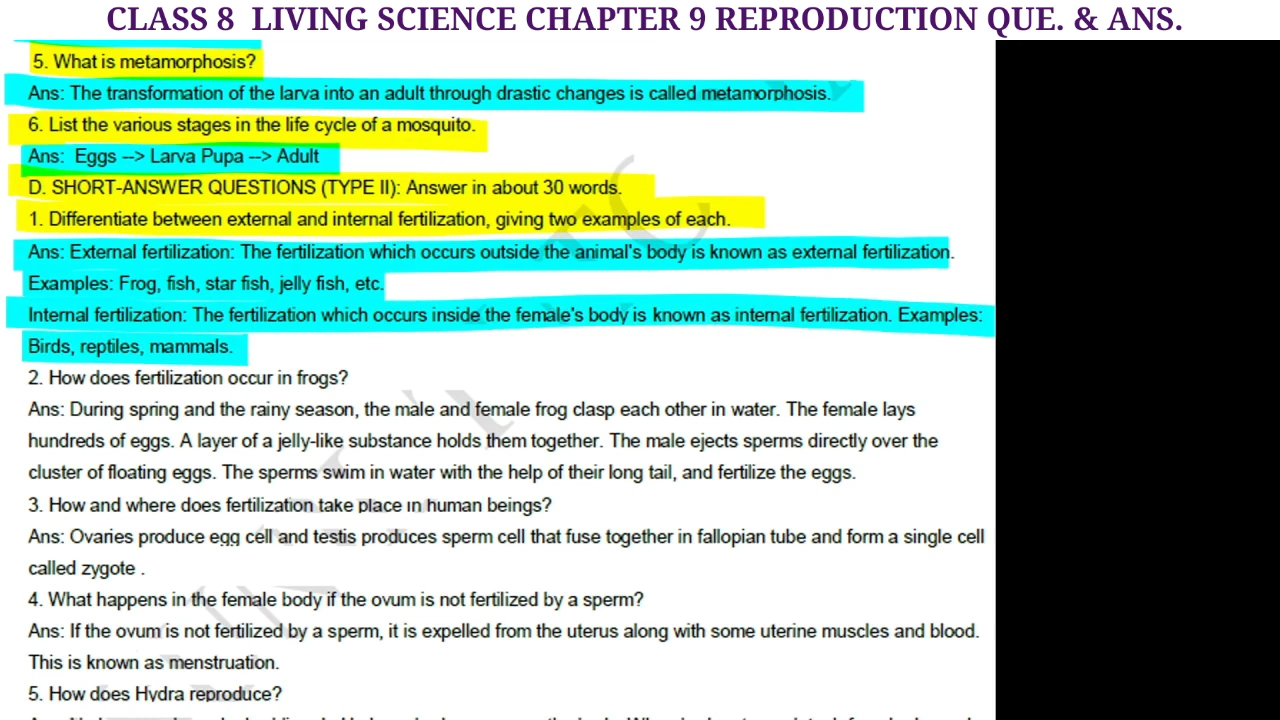 CLASS 8 LIVING SCIENCE CHAPTER 9 REPRODUCTION QUE. & ANS.
5. What is metamorphosis?
Ans: The transformation of the larva into an adult through drastic changes is called metamorphosis.
6. List the various stages in the life cycle of a mosquito.
Ans: Eggs --> Larva Pupa --> Adult
D. SHORT-ANSWER QUESTIONS (TYPE II): Answer in about 30 words.
1. Differentiate between external and internal fertilization, giving two examples of each.
Ans: External fertilization: The fertilization which occurs outside the animal's body is known as external fertilization.
Examples: Frog, fish, star fish, jelly fish, etc.
Internal fertilization: The fertilization which occurs inside the female's body is known as internal fertilization. Examples:
Birds, reptiles, mammals.
2. How does fertilization occur in frogs?
Ans: During spring and the rainy season, the male and female frog clasp each other in water. The female lays
hundreds of eggs. A layer of a jelly-like substance holds them together. The male ejects sperms directly over the
cluster of floating eggs. The sperms swim in water with the help of their long tail, and fertilize the eggs.
3. How and where does fertilization take place in human beings?
Ans: Ovaries produce egg cell and testis produces sperm cell that fuse together in fallopian tube and form a single cell
called zygote .
4. What happens in the female body if the ovum is not fertilized by a sperm?
Ans: If the ovum is not fertilized by a sperm, it is expelled from the uterus along with some uterine muscles and blood.
This is known as menstruation.
5. How does Hydra reproduce?